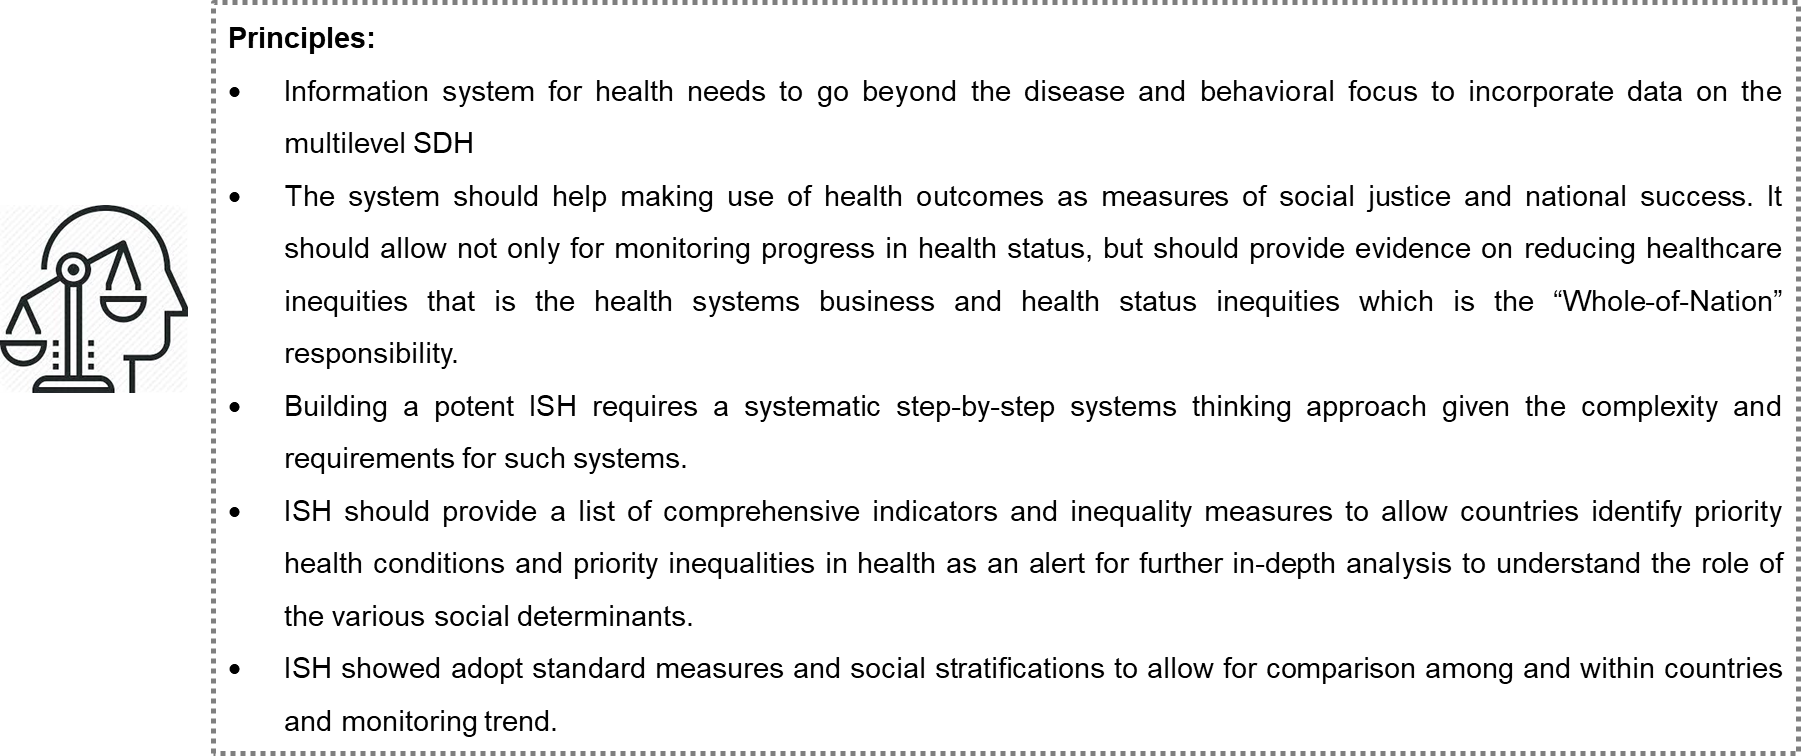 Principles:
• Information system for health needs to go beyond the disease and behavioral focus to incorporate data on the
multilevel SDH
• The system should help making use of health outcomes as measures of social justice and national success. It
should allow not only for monitoring progress in health status, but should provide evidence on reducing healthcare
inequities that is the health systems business and health status inequities which is the “Whole-of-Nation”
responsibility.
• Building a potent ISH requires a systematic step-by-step systems thinking approach given the complexity and
requirements for such systems.
• ISH should provide a list of comprehensive indicators and inequality measures to allow countries identify priority
health conditions and priority inequalities in health as an alert for further in-depth analysis to understand the role of
the various social determinants.
• ISH showed adopt standard measures and social stratifications to allow for comparison among and within countries
and monitoring trend.